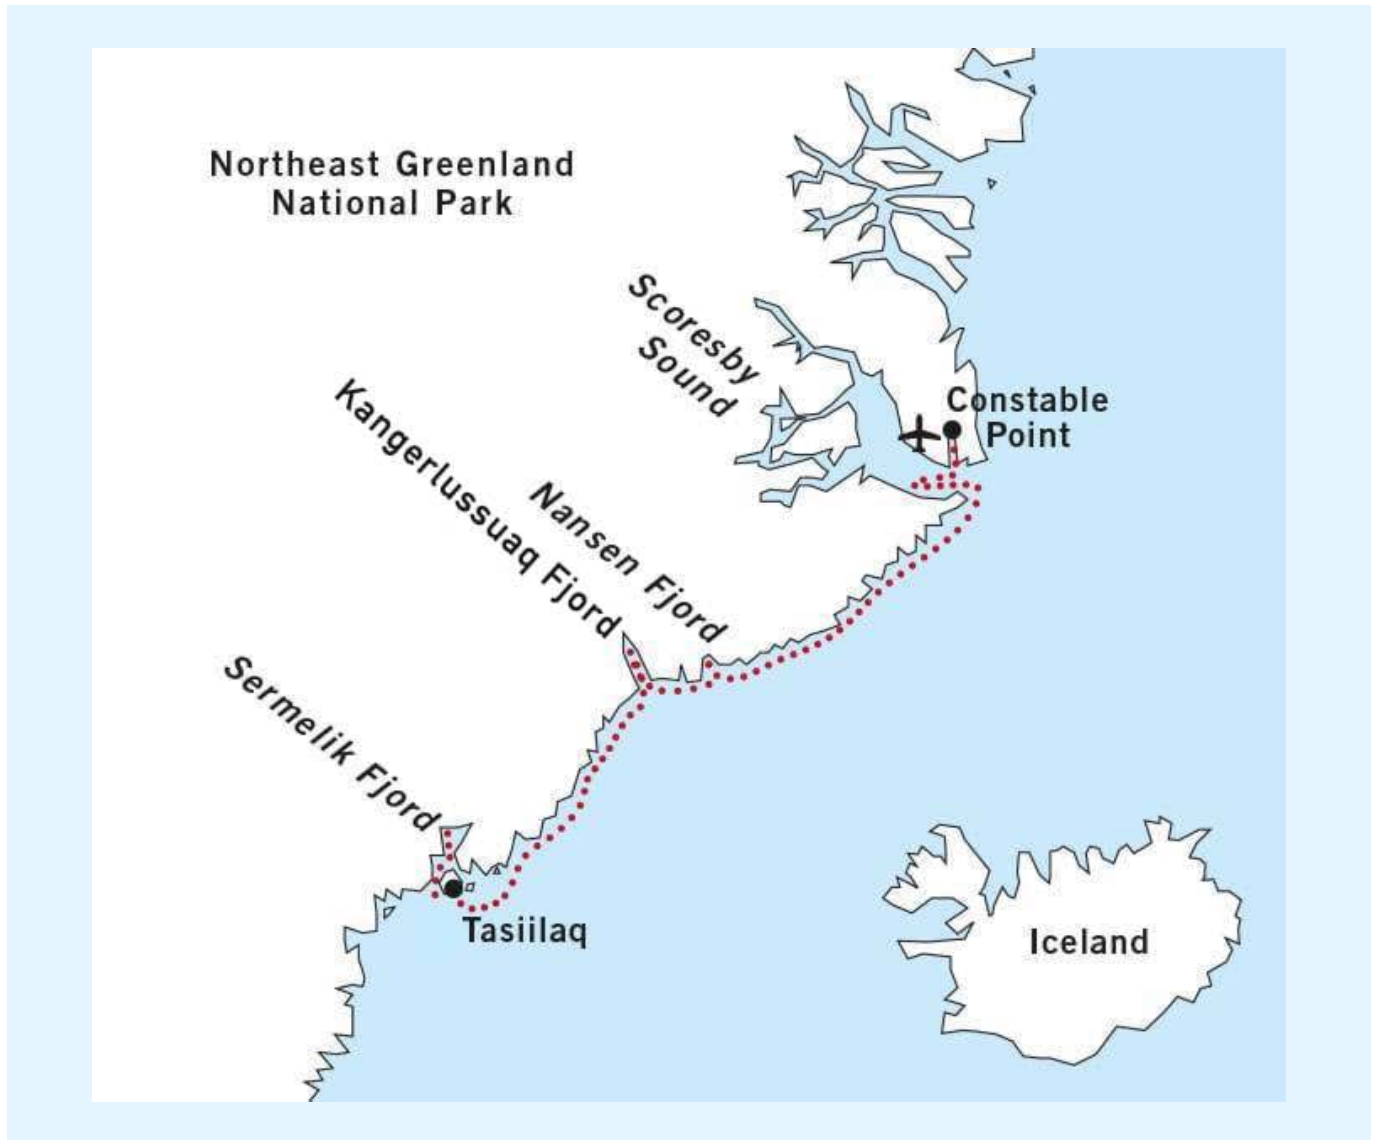 Northeast Greenland
National Park
Scoresby
Sound
Constable
Point
Kangerlussuaq Fjord
Nansen Fjord
Sermelik Fjord
Tasiilaq
Iceland